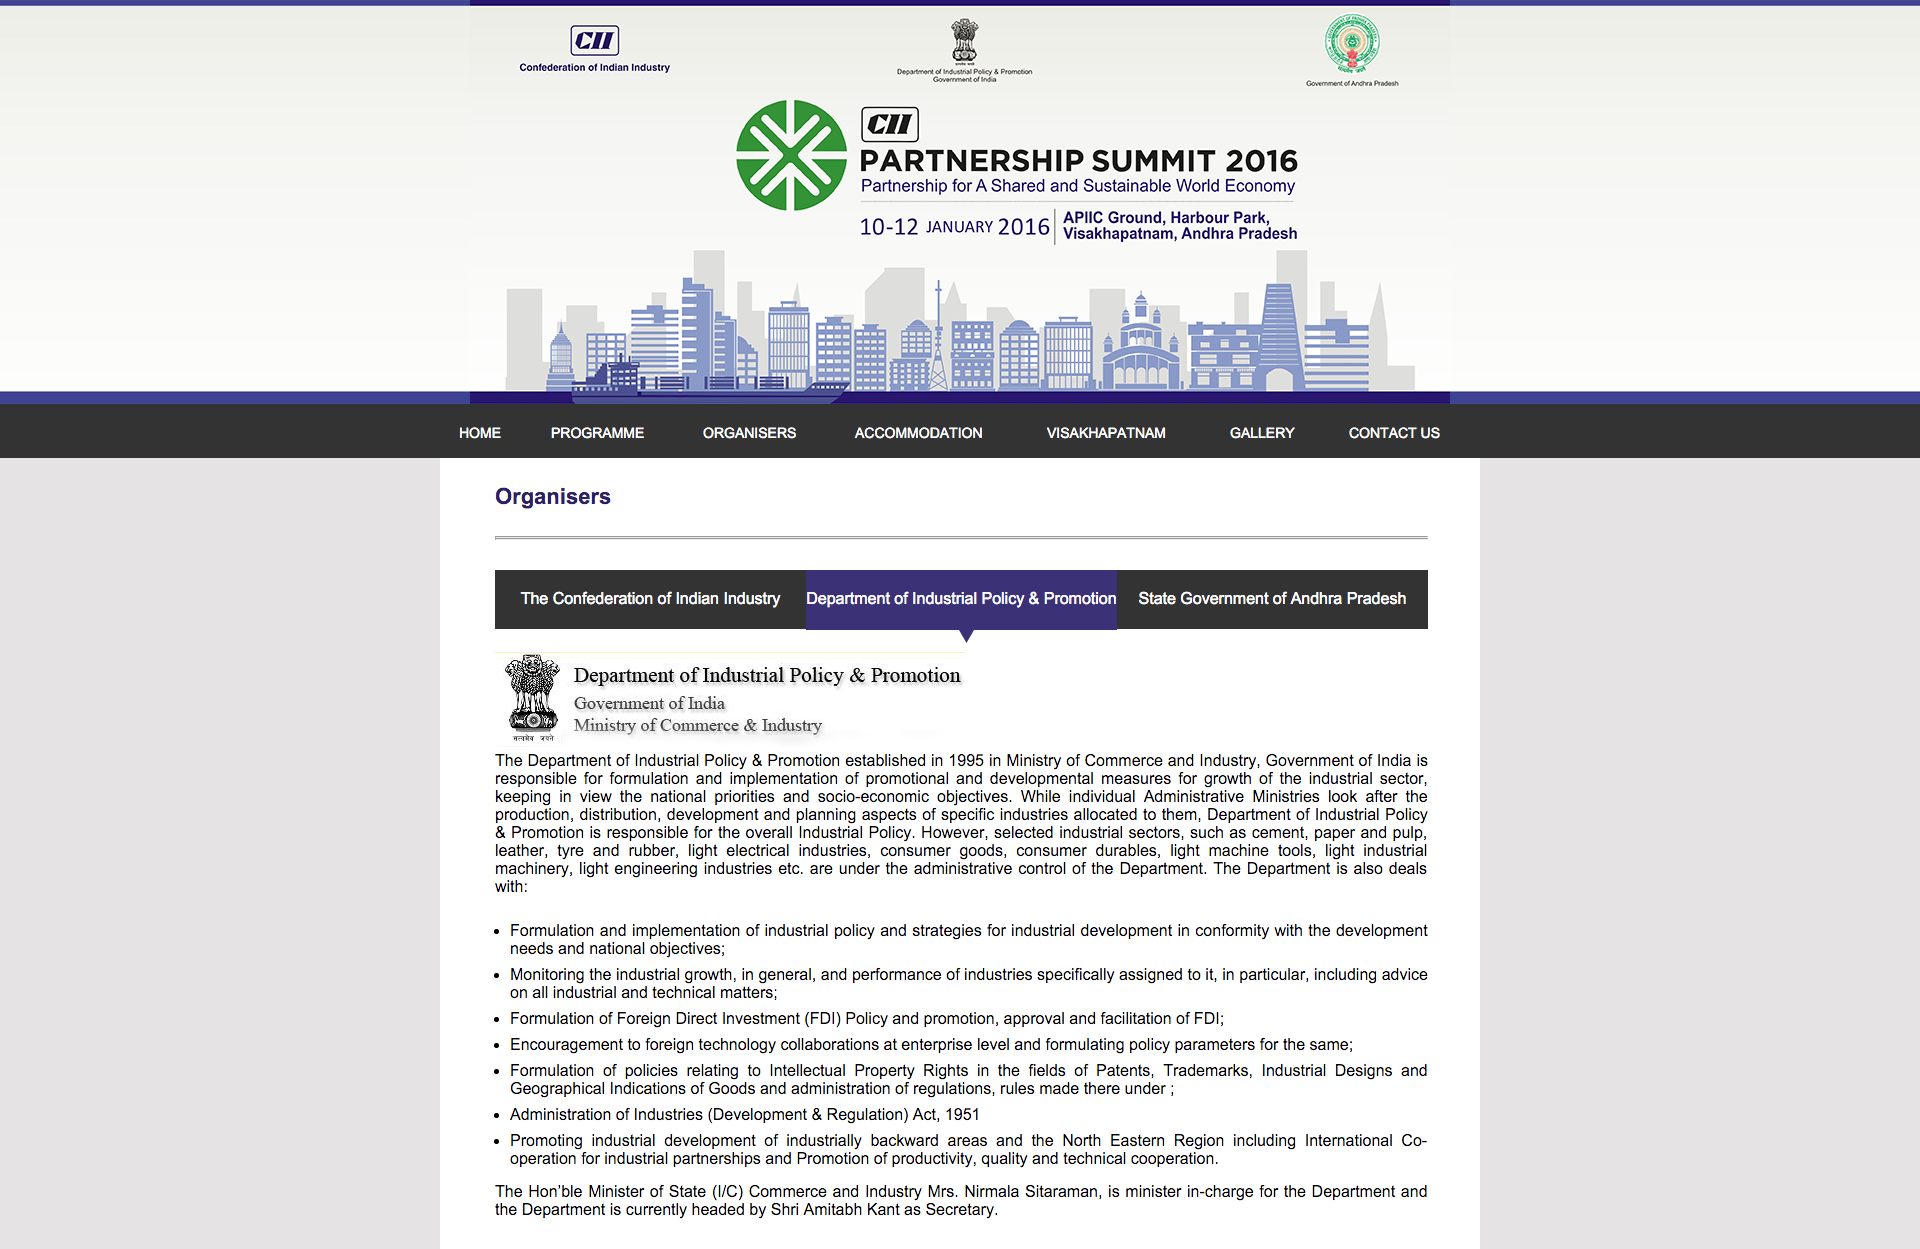 CII
Confederation of Indian Industry
सत्यमेव जयते
Department of Industrial Policy & Promotion
Government of India
Government of Andhra Pradesh
CII
PARTNERSHIP SUMMIT 2016
Partnership for A Shared and Sustainable World Economy
10-12 JANUARY 2016
APIIC Ground, Harbour Park,
Visakhapatnam, Andhra Pradesh
HOME PROGRAMME ORGANISERS ACCOMMODATION VISAKHAPATNAM GALLERY CONTACT US
Organisers
The Confederation of Indian Industry Department of Industrial Policy & Promotion State Government of Andhra Pradesh
Department of Industrial Policy & Promotion
Government of India
Ministry of Commerce & Industry
सत्यमेव जयते
The Department of Industrial Policy & Promotion established in 1995 in Ministry of Commerce and Industry, Government of India is
responsible for formulation and implementation of promotional and developmental measures for growth of the industrial sector,
keeping in view the national priorities and socio-economic objectives. While individual Administrative Ministries look after the
production, distribution, development and planning aspects of specific industries allocated to them, Department of Industrial Policy
& Promotion is responsible for the overall Industrial Policy. However, selected industrial sectors, such as cement, paper and pulp,
leather, tyre and rubber, light electrical industries, consumer goods, consumer durables, light machine tools, light industrial
machinery, light engineering industries etc. are under the administrative control of the Department. The Department is also deals
with:
• Formulation and implementation of industrial policy and strategies for industrial development in conformity with the development
needs and national objectives;
• Monitoring the industrial growth, in general, and performance of industries specifically assigned to it, in particular, including advice
on all industrial and technical matters;
• Formulation of Foreign Direct Investment (FDI) Policy and promotion, approval and facilitation of FDI;
• Encouragement to foreign technology collaborations at enterprise level and formulating policy parameters for the same;
• Formulation of policies relating to Intellectual Property Rights in the fields of Patents, Trademarks, Industrial Designs and
Geographical Indications of Goods and administration of regulations, rules made there under ;
• Administration of Industries (Development & Regulation) Act, 1951
• Promoting industrial development of industrially backward areas and the North Eastern Region including International Co-
operation for industrial partnerships and Promotion of productivity, quality and technical cooperation.
The Hon’ble Minister of State (I/C) Commerce and Industry Mrs. Nirmala Sitaraman, is minister in-charge for the Department and
the Department is currently headed by Shri Amitabh Kant as Secretary.